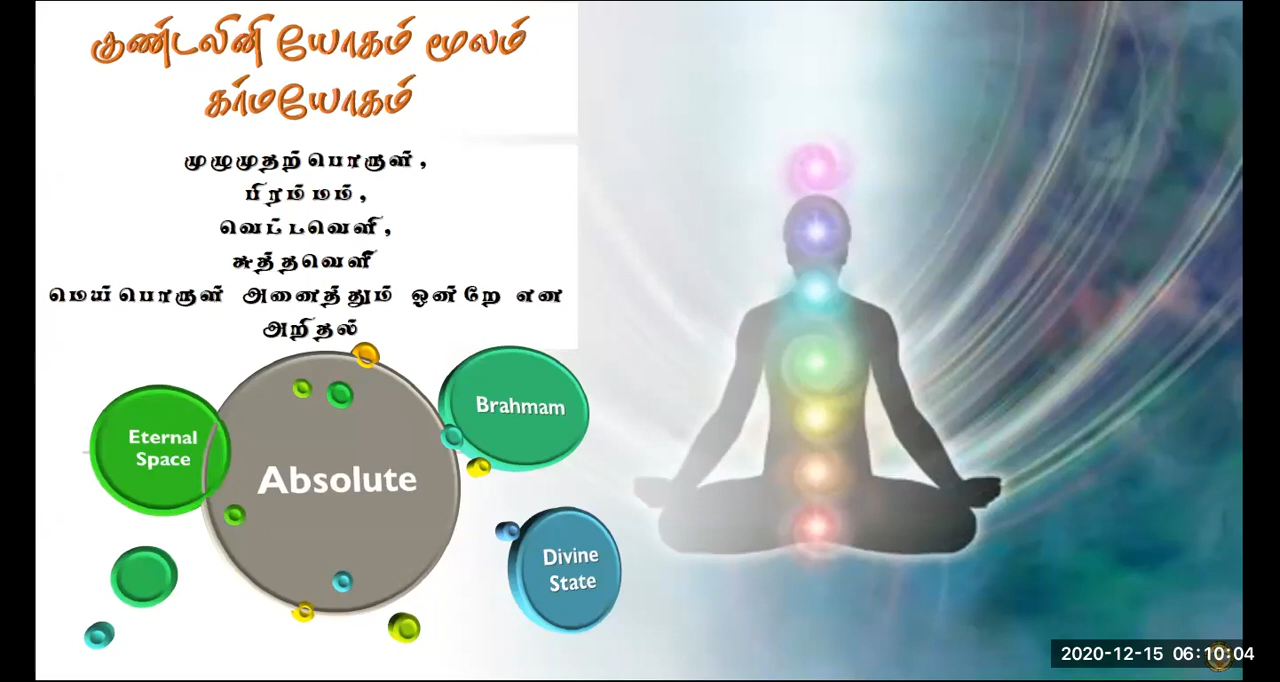 குண்டலினி யோகம் மூலம்
கர்மயோகம்
முழுமுதற்பொருள்,
பிரம்மம்,
வெட்டவெளி,
சுத்தவெளி
மெய்பொருள் அனைத்தும் ஒன்றே என
அறிதல்
Eternal
Space
Absolute
Brahmam
Divine
State
2020-12-15 06:10:04